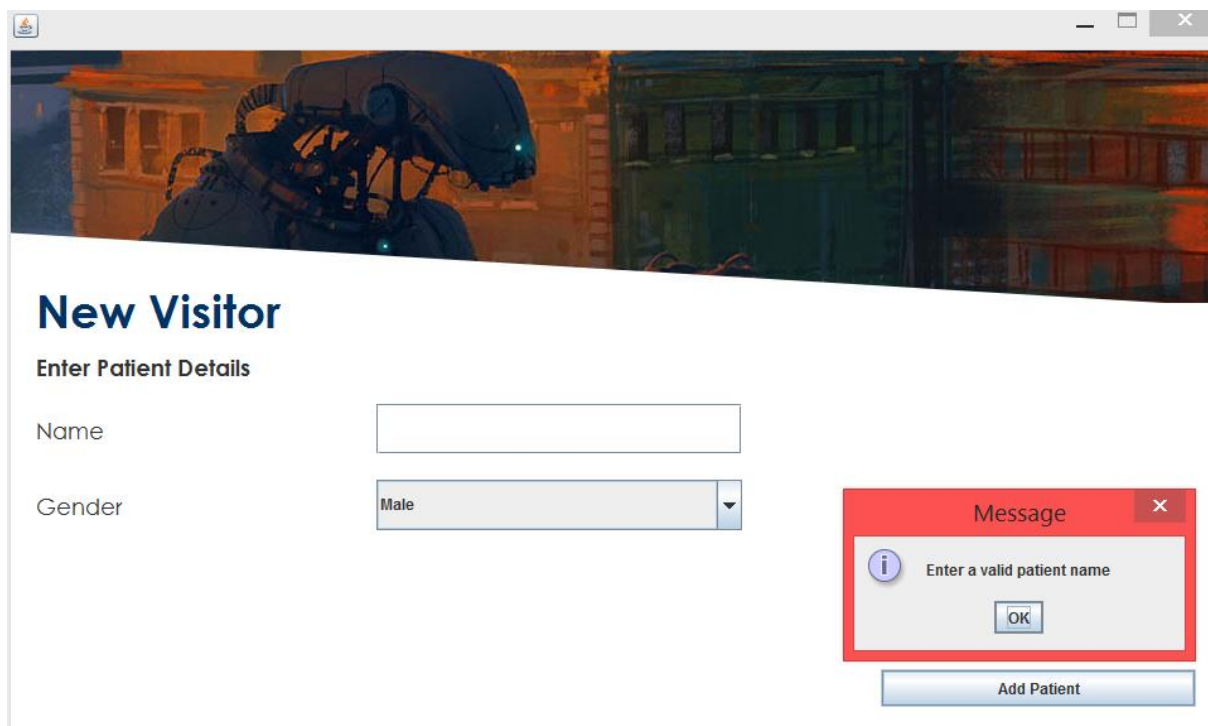 New Visitor
Enter Patient Details
Name
Gender
Male
Message
Enter a valid patient name
OK
Add Patient